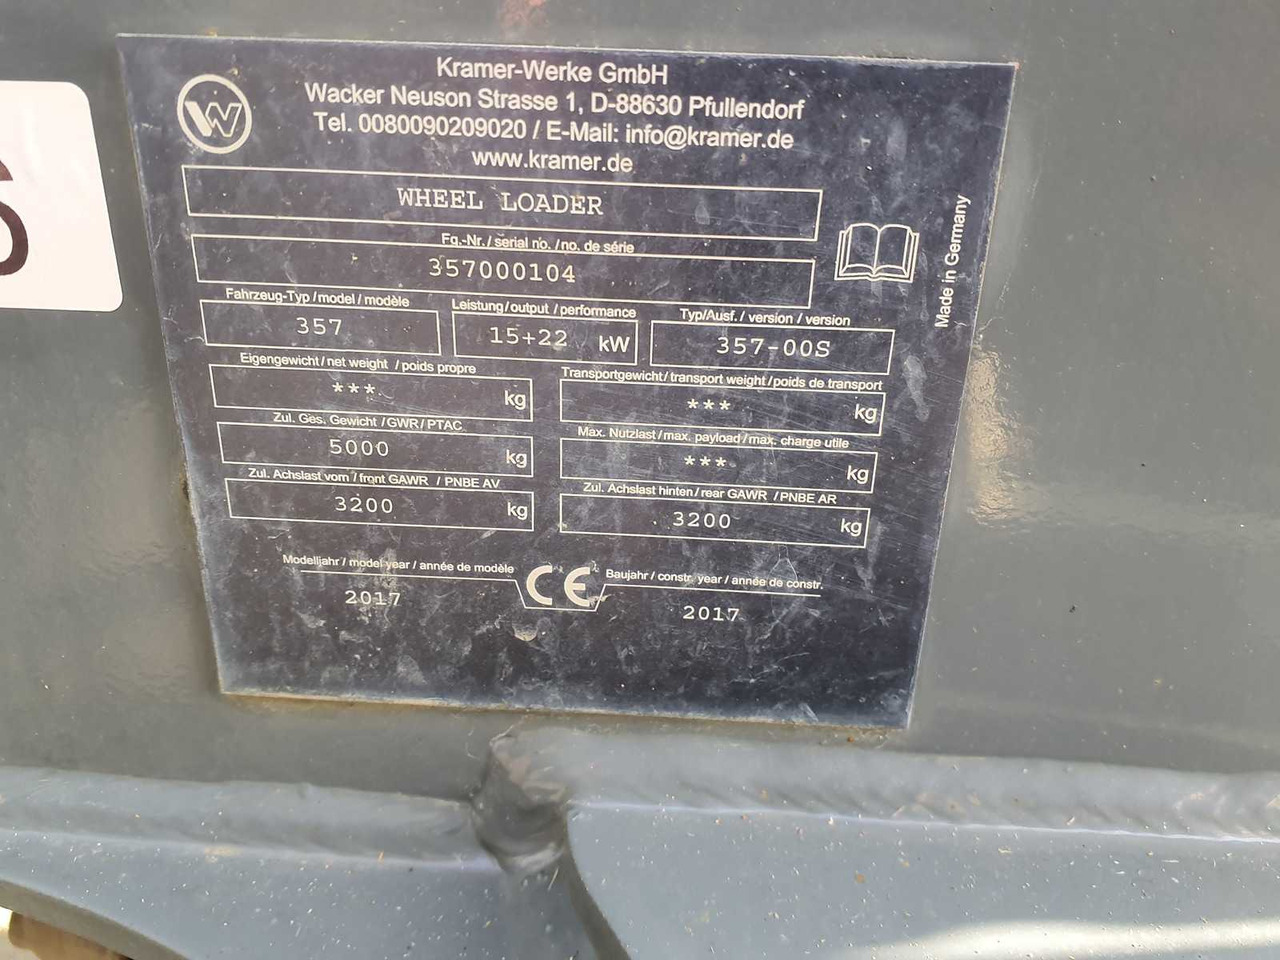 Kramer-Werke GmbH
Wacker Neuson Strasse 1, D-88630 Pfullendorf
Tel. 0080090209020 / E-Mail: info@kramer.de
www.kramer.de
W
WHEEL LOADER
Fg.-Nr. / serial no. / no. de série
357000104
Made in Germany
Fahrzeug-Typ / model / modèle
357
Leistung / output / performance
15+22 kW
Typ/Ausf. / version / version
357-00S
Eigengewicht / net weight / poids propre
*** kg
Transportgewicht / transport weight / poids de transport
*** kg
Zul. Ges. Gewicht / GWR / PTAC
5000 kg
Max. Nutzlast / max. payload / max. charge utile
*** kg
Zul. Achslast vorn / front GAWR / PNBE AV
3200 kg
Zul. Achslast hinten / rear GAWR / PNBE AR
3200 kg
Modelljahr / model year / année de modèle
2017
CE
Baujahr / constr. year / année de constr.
2017